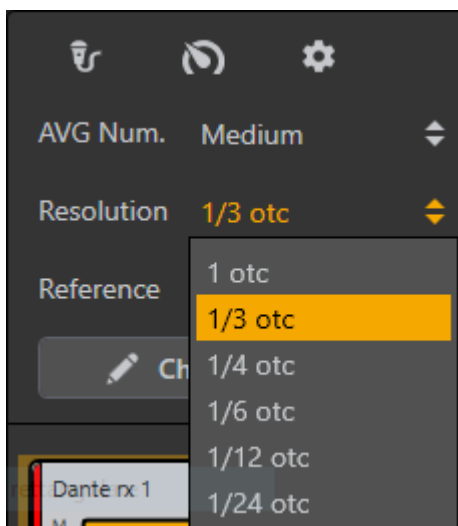 AVG Num. Medium
Resolution 1/3 otc
Reference
1 otc
1/3 otc
1/4 otc
Ch
1/6 otc
1/12 otc
Dante rx 1
1/24 otc